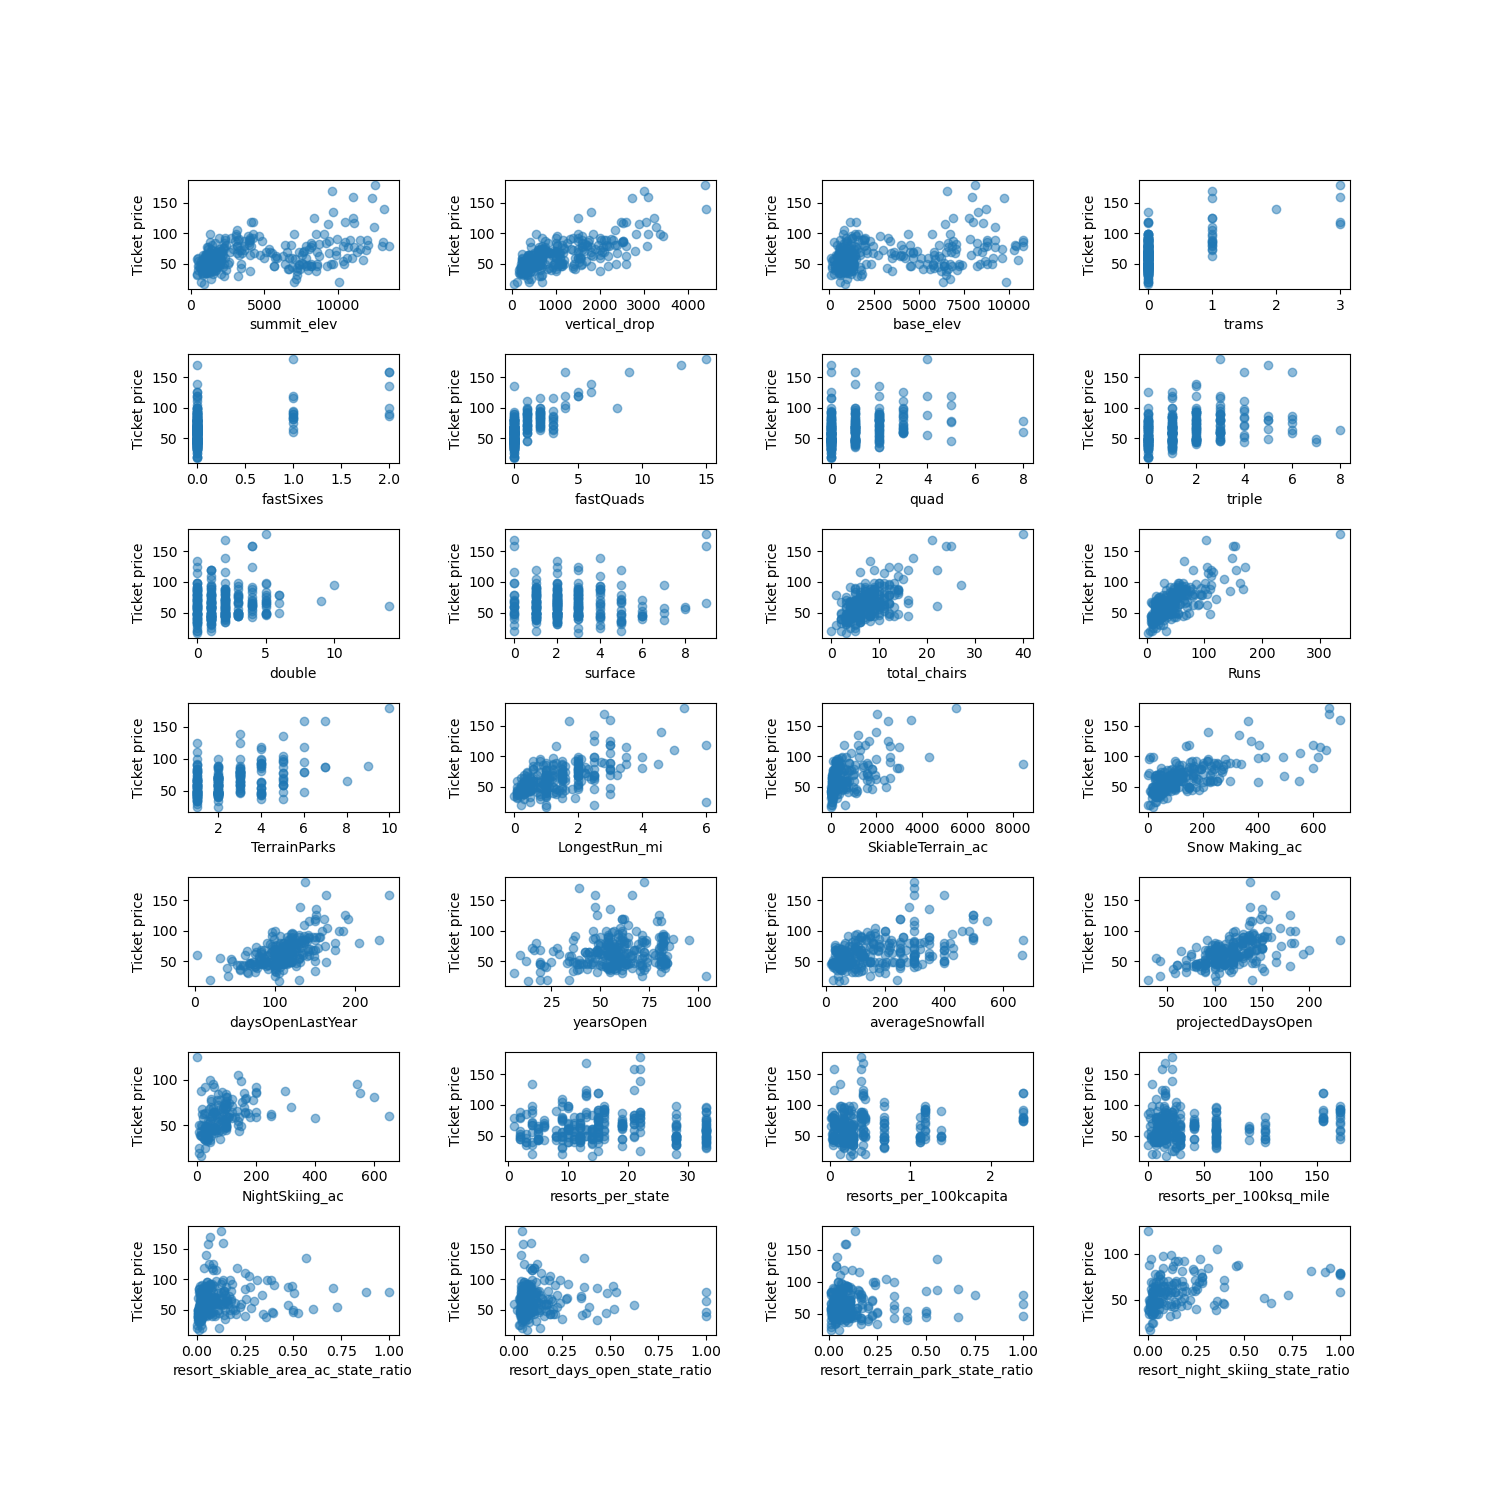 Ticket price
150
100
50
0 5000 10000
summit_elev
Ticket price
150
100
50
0 1000 2000 3000 4000
vertical_drop
Ticket price
150
100
50
0 2500 5000 7500 10000
base_elev
Ticket price
150
100
50
0 1 2 3
trams
Ticket price
150
100
50
0.0 0.5 1.0 1.5 2.0
fastSixes
Ticket price
150
100
50
0 5 10 15
fastQuads
Ticket price
150
100
50
0 2 4 6 8
quad
Ticket price
150
100
50
0 2 4 6 8
triple
Ticket price
150
100
50
0 5 10
double
Ticket price
150
100
50
0 2 4 6 8
surface
Ticket price
150
100
50
0 10 20 30 40
total_chairs
Ticket price
150
100
50
0 100 200 300
Runs
Ticket price
150
100
50
2 4 6 8 10
TerrainParks
Ticket price
150
100
50
0 2 4 6
LongestRun_mi
Ticket price
150
100
50
0 2000 4000 6000 8000
SkiableTerrain_ac
Ticket price
150
100
50
0 200 400 600
Snow Making_ac
Ticket price
150
100
50
0 100 200
daysOpenLastYear
Ticket price
150
100
50
25 50 75 100
yearsOpen
Ticket price
150
100
50
0 200 400 600
averageSnowfall
Ticket price
150
100
50
50 100 150 200
projectedDaysOpen
Ticket price
100
50
0 200 400 600
NightSkiing_ac
Ticket price
150
100
50
0 10 20 30
resorts_per_state
Ticket price
150
100
50
0 1 2
resorts_per_100kcapita
Ticket price
150
100
50
0 50 100 150
resorts_per_100ksq_mile
Ticket price
150
100
50
0.00 0.25 0.50 0.75 1.00
resort_skiable_area_ac_state_ratio
Ticket price
150
100
50
0.00 0.25 0.50 0.75 1.00
resort_days_open_state_ratio
Ticket price
150
100
50
0.00 0.25 0.50 0.75 1.00
resort_terrain_park_state_ratio
Ticket price
100
50
0.00 0.25 0.50 0.75 1.00
resort_night_skiing_state_ratio